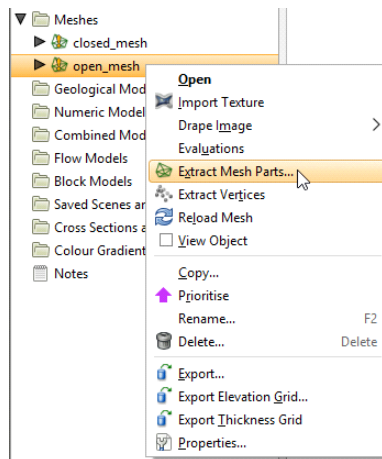 Meshes
closed_mesh
open_mesh
Geological Mod
Numeric Model
Combined Mod
Flow Models
Block Models
Saved Scenes ar
Cross Sections a
Colour Gradient
Notes
Open
Import Texture
Drape Image
Evaluations
Extract Mesh Parts...
Extract Vertices
Reload Mesh
View Object
Copy...
Prioritise
Rename... F2
Delete... Delete
Export...
Export Elevation Grid...
Export Thickness Grid
Properties...